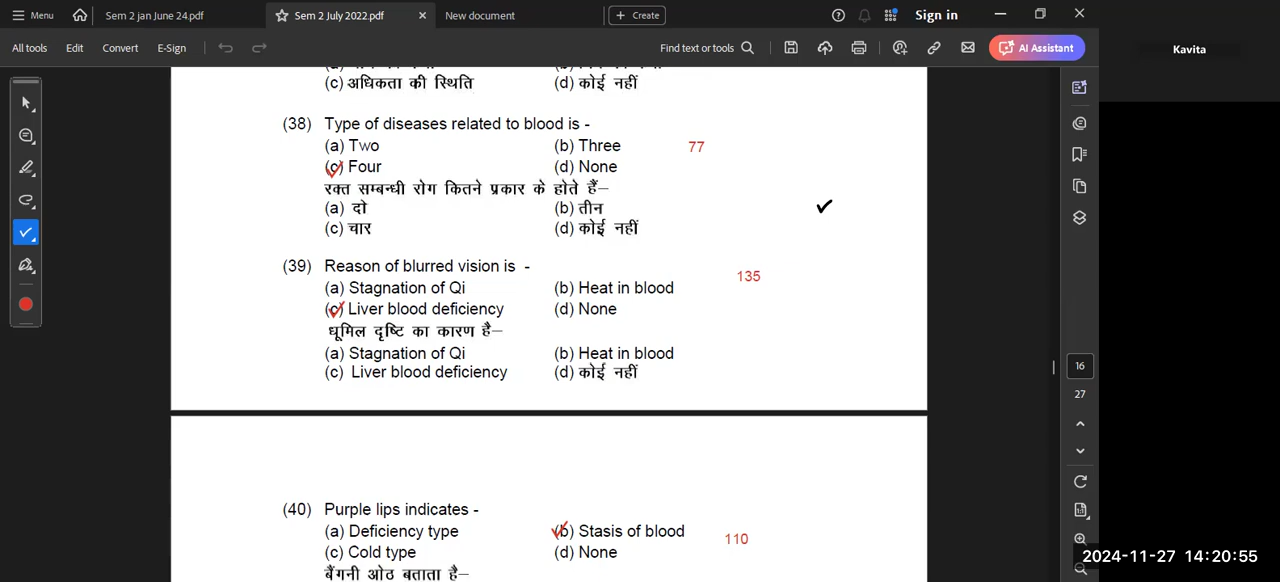 Menu Sem 2 jan June 24.pdf Sem 2 July 2022.pdf New document Create Sign in
All tools Edit Convert E-Sign Find text or tools AI Assistant
Kavita
(c) अधिकता की स्थिति (d) कोई नहीं
(38) Type of diseases related to blood is -
(a) Two (b) Three 77
(c) Four (d) None
रक्त सम्बन्धी रोग कितने प्रकार के होते हैं–
(a) दो (b) तीन
(c) चार (d) कोई नहीं
(39) Reason of blurred vision is - 135
(a) Stagnation of Qi (b) Heat in blood
(c) Liver blood deficiency (d) None
धूमिल दृष्टि का कारण है–
(a) Stagnation of Qi (b) Heat in blood
(c) Liver blood deficiency (d) कोई नहीं
16
27
(40) Purple lips indicates -
(a) Deficiency type (b) Stasis of blood 110
(c) Cold type (d) None
बैंगनी ओठ बताता है–
2024-11-27 14:20:55